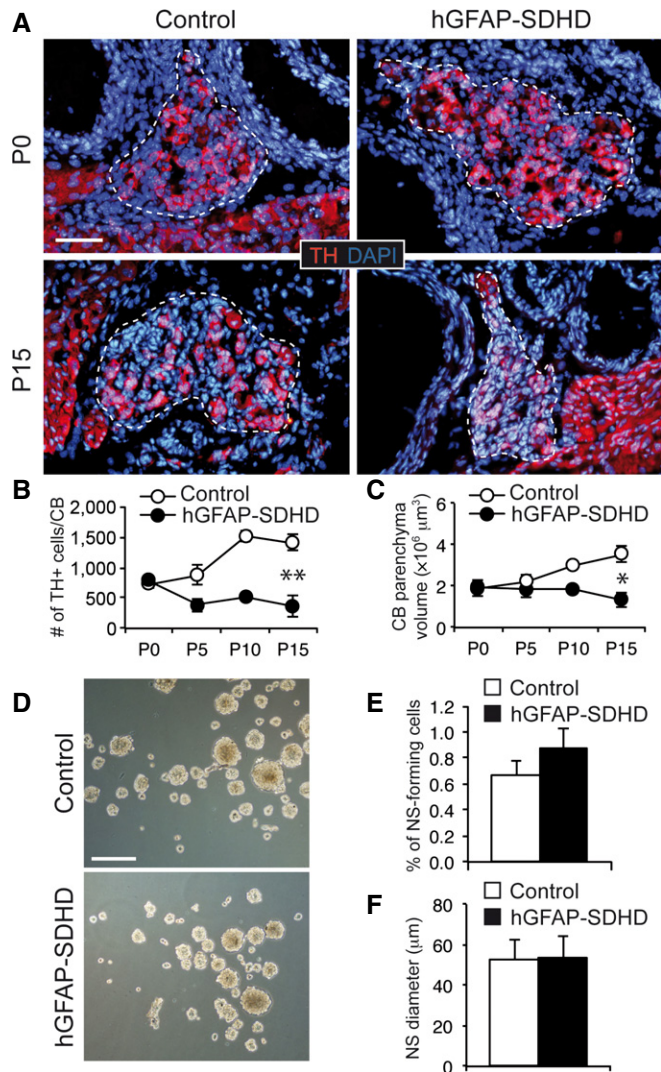 A
Control
hGFAP-SDHD
P0
TH DAPI
P15
B
Control
hGFAP-SDHD
# of TH+ cells/CB
2,000
1,500
1,000
500
0
**
P0 P5 P10 P15
C
Control
hGFAP-SDHD
CB parenchyma
volume (×10⁶ μm³)
6
4
2
0
*
P0 P5 P10 P15
D
Control
hGFAP-SDHD
E
Control
hGFAP-SDHD
% of NS-forming cells
1.2
1.0
0.8
0.6
0.4
0.2
0.0
F
Control
hGFAP-SDHD
NS diameter (μm)
80
60
40
20
0